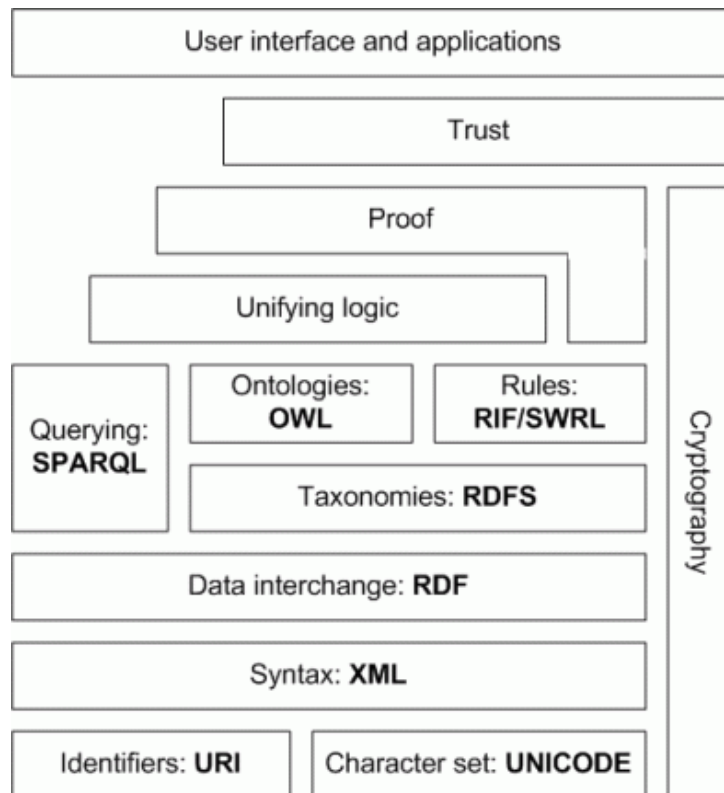 User interface and applications
Trust
Proof
Unifying logic
Querying:
SPARQL
Ontologies:
OWL
Rules:
RIF/SWRL
Taxonomies: RDFS
Cryptography
Data interchange: RDF
Syntax: XML
Identifiers: URI
Character set: UNICODE